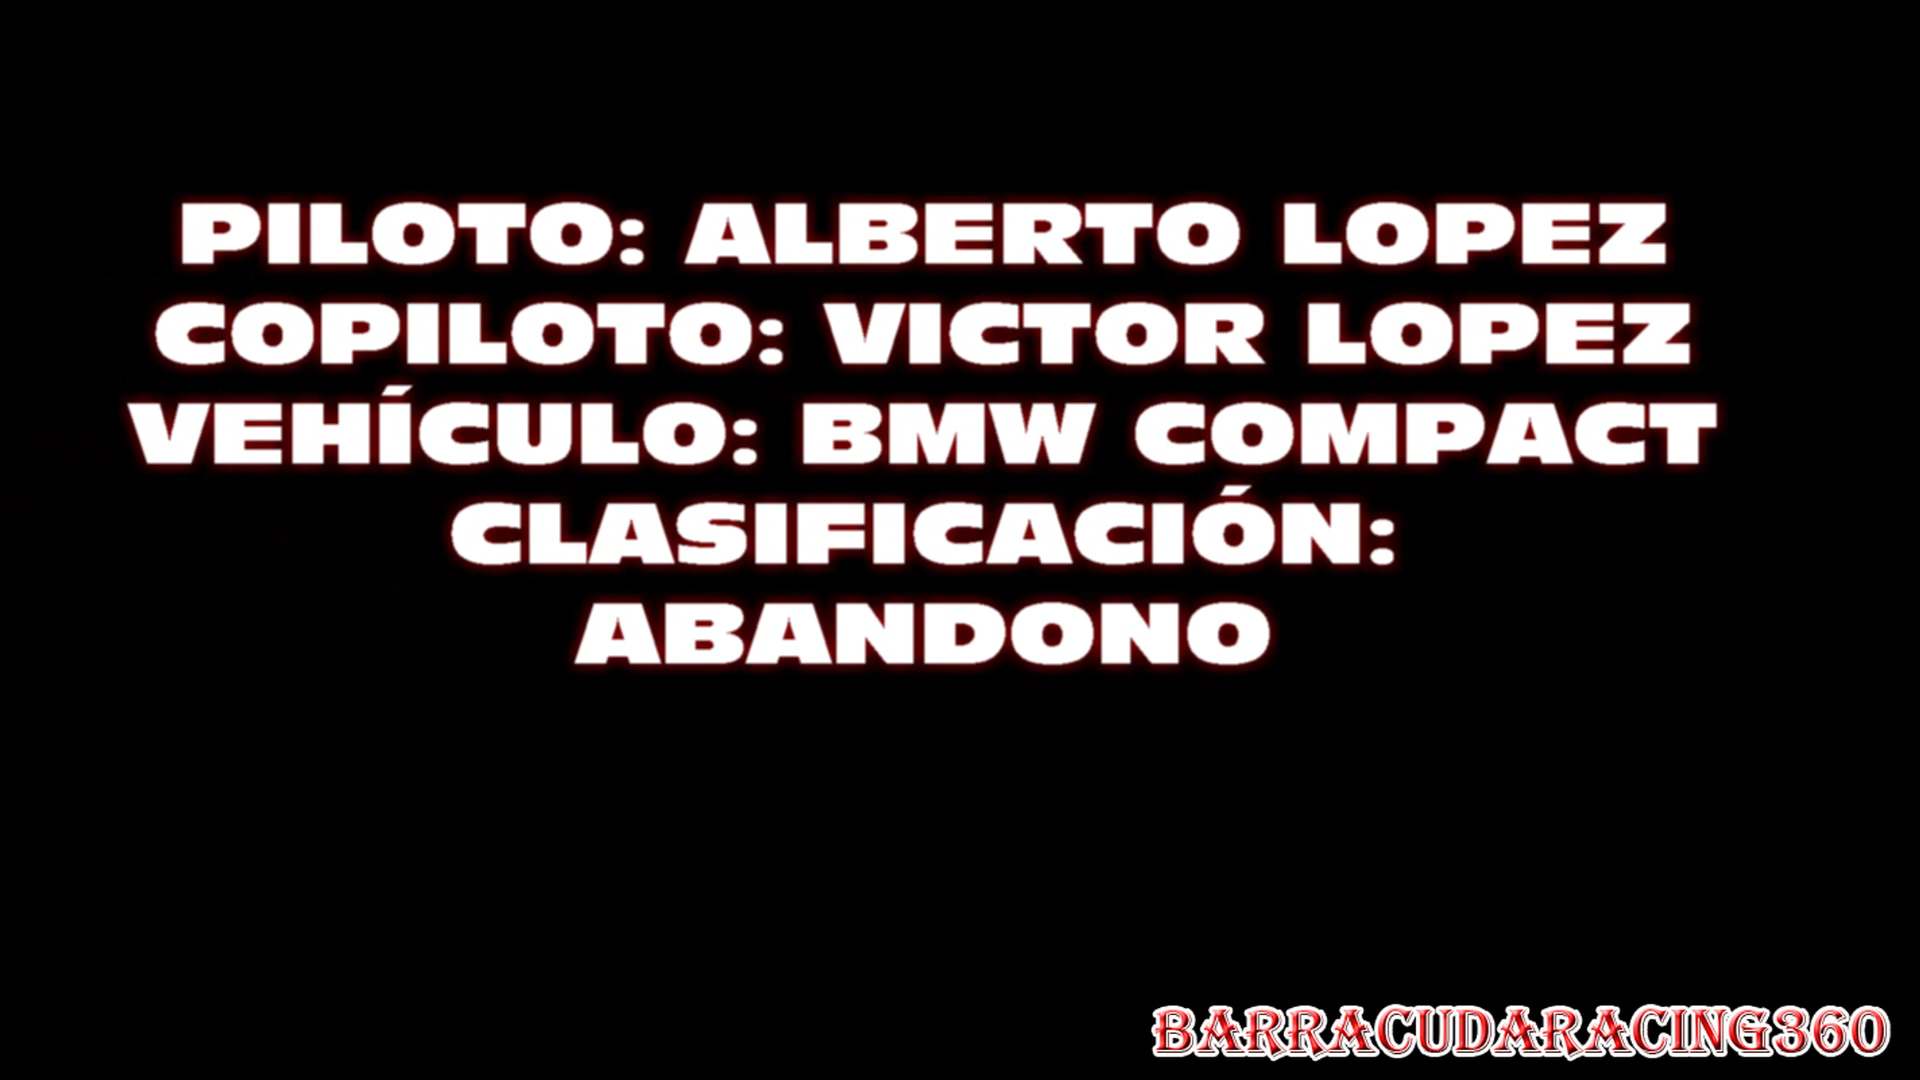 PILOTO: ALBERTO LOPEZ
COPILOTO: VICTOR LOPEZ
VEHÍCULO: BMW COMPACT
CLASIFICACIÓN:
ABANDONO
BARRACUDARACING360